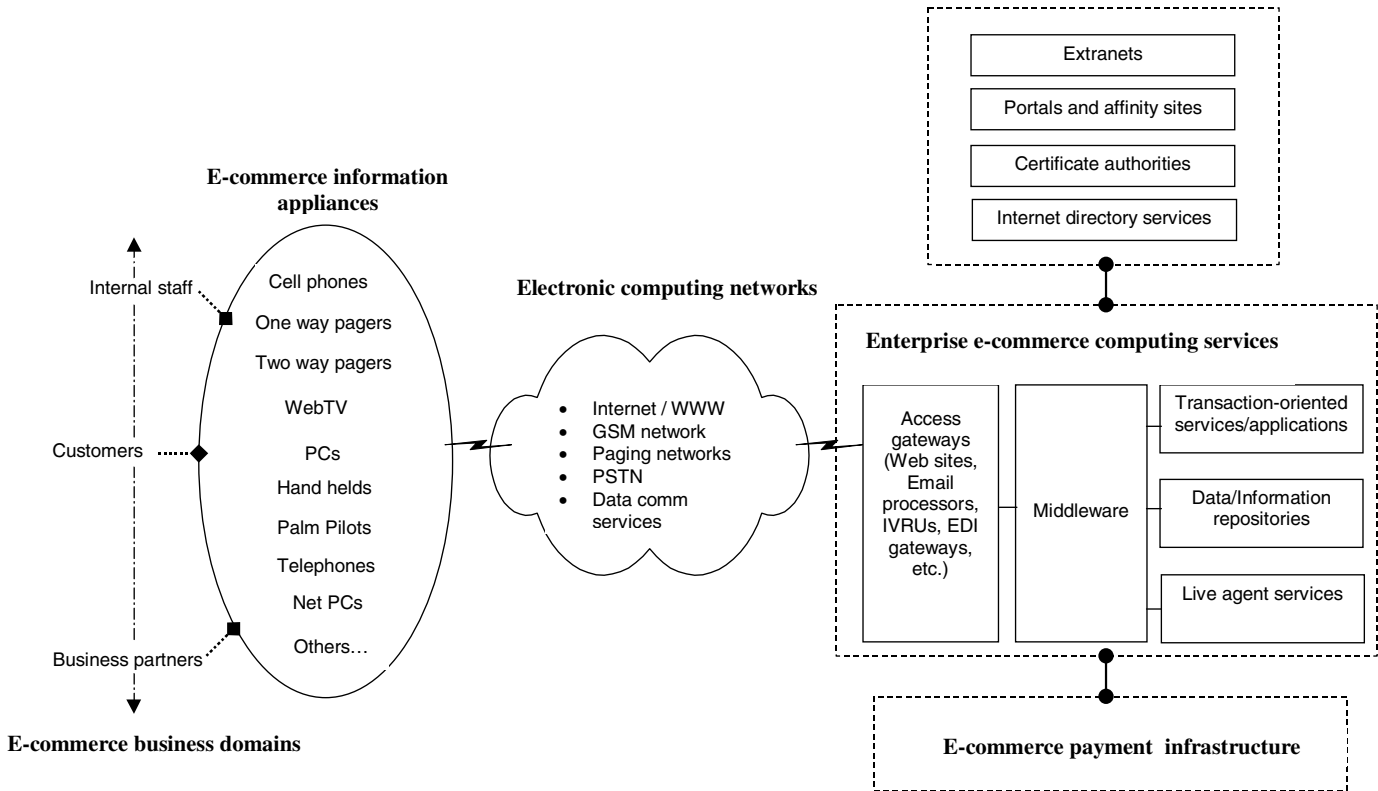 E-commerce information
appliances
Internal staff
Customers
Business partners
E-commerce business domains
Cell phones
One way pagers
Two way pagers
WebTV
PCs
Hand helds
Palm Pilots
Telephones
Net PCs
Others…
Electronic computing networks
• Internet / WWW
• GSM network
• Paging networks
• PSTN
• Data comm
services
Extranets
Portals and affinity sites
Certificate authorities
Internet directory services
Enterprise e-commerce computing services
Access
gateways
(Web sites,
Email
processors,
IVRUs, EDI
gateways,
etc.)
Middleware
Transaction-oriented
services/applications
Data/Information
repositories
Live agent services
E-commerce payment infrastructure